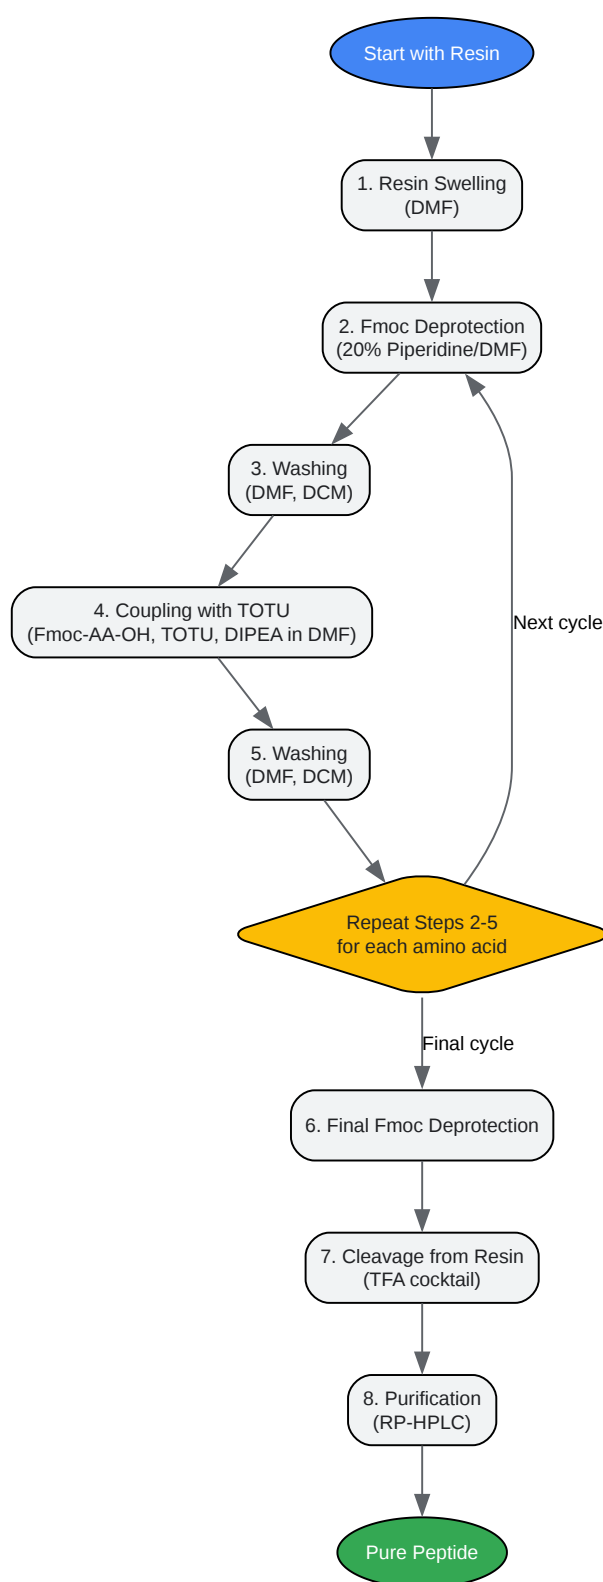 Start with Resin
1. Resin Swelling
(DMF)
2. Fmoc Deprotection
(20% Piperidine/DMF)
3. Washing
(DMF, DCM)
4. Coupling with TOTU
(Fmoc-AA-OH, TOTU, DIPEA in DMF)
Next cycle
5. Washing
(DMF, DCM)
Repeat Steps 2-5
for each amino acid
Final cycle
6. Final Fmoc Deprotection
7. Cleavage from Resin
(TFA cocktail)
8. Purification
(RP-HPLC)
Pure Peptide